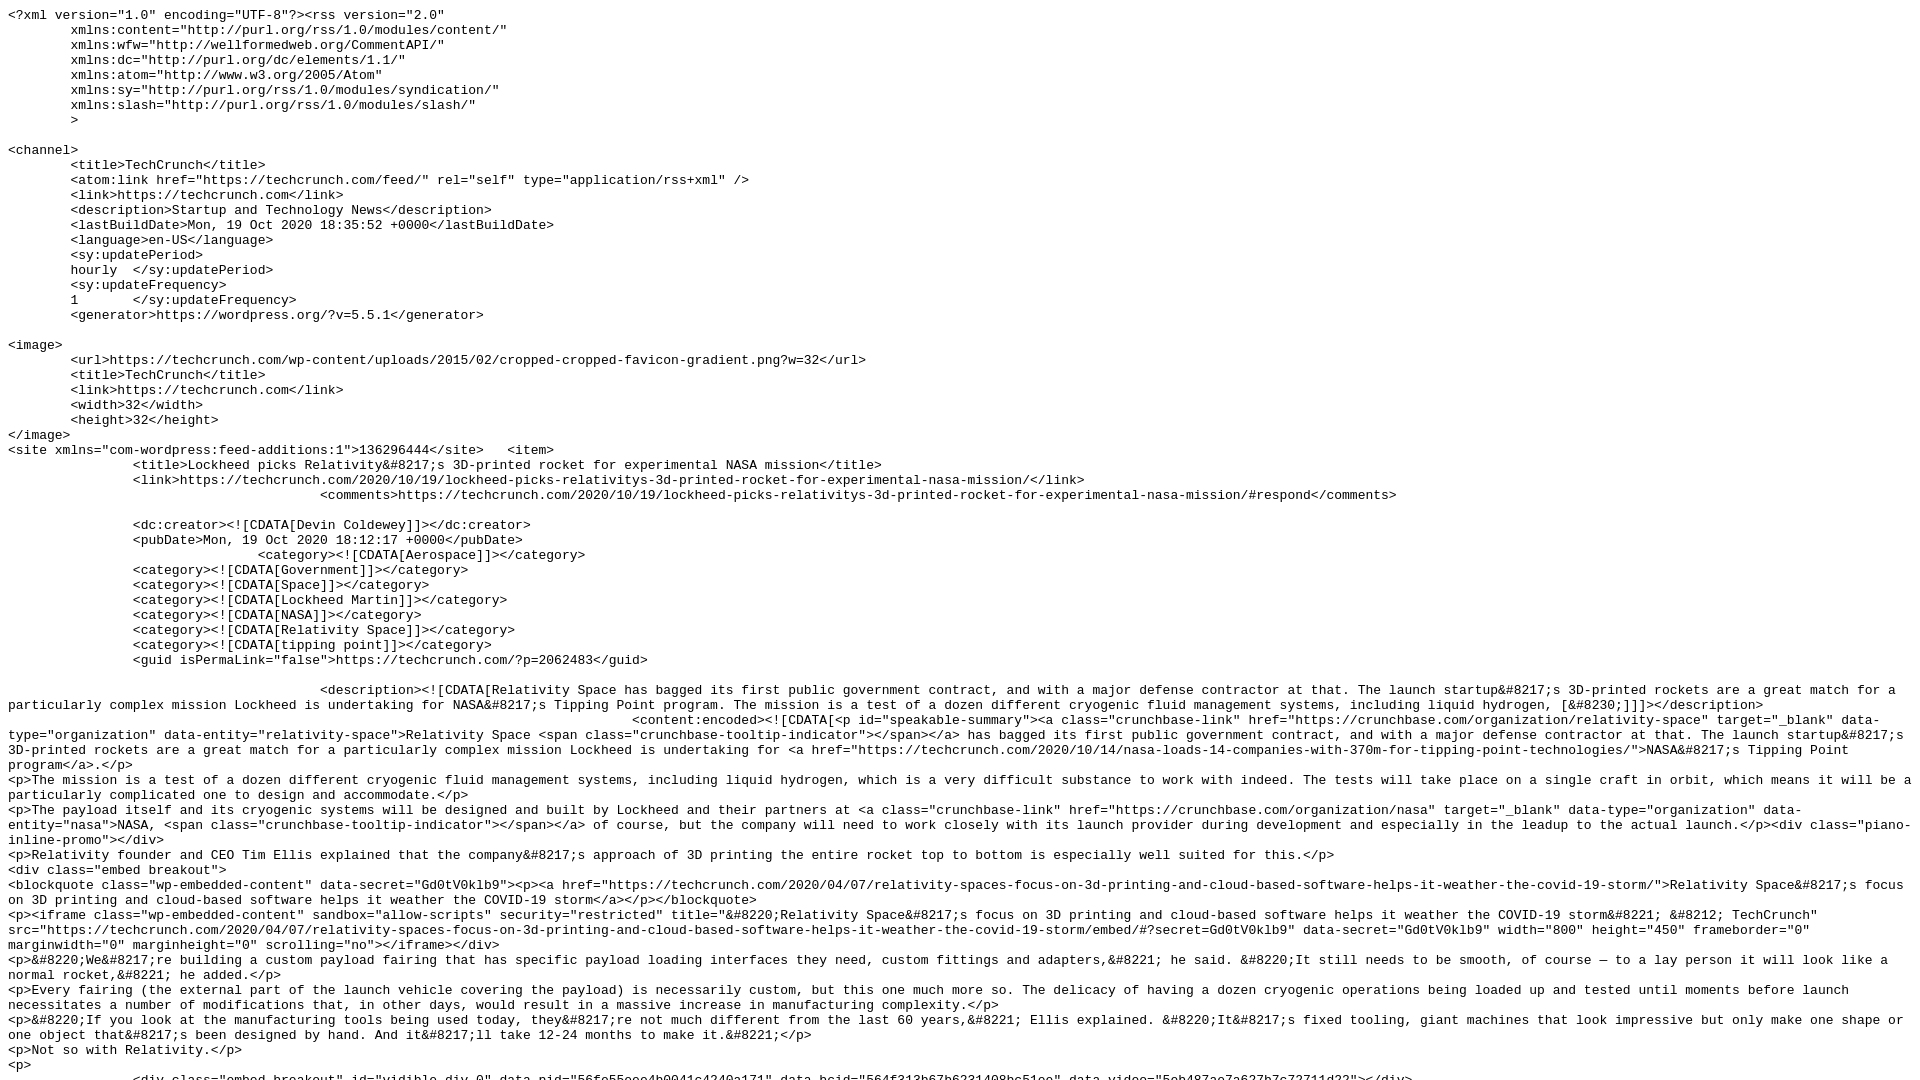 <?xml version="1.0" encoding="UTF-8"?><rss version="2.0"
xmlns:content="http://purl.org/rss/1.0/modules/content/"
xmlns:wfw="http://wellformedweb.org/CommentAPI/"
xmlns:dc="http://purl.org/dc/elements/1.1/"
xmlns:atom="http://www.w3.org/2005/Atom"
xmlns:sy="http://purl.org/rss/1.0/modules/syndication/"
xmlns:slash="http://purl.org/rss/1.0/modules/slash/"
>
<channel>
<title>TechCrunch</title>
<atom:link href="https://techcrunch.com/feed/" rel="self" type="application/rss+xml" />
<link>https://techcrunch.com</link>
<description>Startup and Technology News</description>
<lastBuildDate>Mon, 19 Oct 2020 18:35:52 +0000</lastBuildDate>
<language>en-US</language>
<sy:updatePeriod>
hourly  </sy:updatePeriod>
<sy:updateFrequency>
1       </sy:updateFrequency>
<generator>https://wordpress.org/?v=5.5.1</generator>
<image>
<url>https://techcrunch.com/wp-content/uploads/2015/02/cropped-cropped-favicon-gradient.png?w=32</url>
<title>TechCrunch</title>
<link>https://techcrunch.com</link>
<width>32</width>
<height>32</height>
</image>
<site xmlns="com-wordpress:feed-additions:1">136296444</site>   <item>
<title>Lockheed picks Relativity&#8217;s 3D-printed rocket for experimental NASA mission</title>
<link>https://techcrunch.com/2020/10/19/lockheed-picks-relativitys-3d-printed-rocket-for-experimental-nasa-mission/</link>
<comments>https://techcrunch.com/2020/10/19/lockheed-picks-relativitys-3d-printed-rocket-for-experimental-nasa-mission/#respond</comments>
<dc:creator><![CDATA[Devin Coldewey]]></dc:creator>
<pubDate>Mon, 19 Oct 2020 18:12:17 +0000</pubDate>
<category><![CDATA[Aerospace]]></category>
<category><![CDATA[Government]]></category>
<category><![CDATA[Space]]></category>
<category><![CDATA[Lockheed Martin]]></category>
<category><![CDATA[NASA]]></category>
<category><![CDATA[Relativity Space]]></category>
<category><![CDATA[tipping point]]></category>
<guid isPermaLink="false">https://techcrunch.com/?p=2062483</guid>
<description><![CDATA[Relativity Space has bagged its first public government contract, and with a major defense contractor at that. The launch startup&#8217;s 3D-printed rockets are a great match for a
particularly complex mission Lockheed is undertaking for NASA&#8217;s Tipping Point program. The mission is a test of a dozen different cryogenic fluid management systems, including liquid hydrogen, [&#8230;]]]></description>
<content:encoded><![CDATA[<p id="speakable-summary"><a class="crunchbase-link" href="https://crunchbase.com/organization/relativity-space" target="_blank" data-
type="organization" data-entity="relativity-space">Relativity Space <span class="crunchbase-tooltip-indicator"></span></a> has bagged its first public government contract, and with a major defense contractor at that. The launch startup&#8217;s
3D-printed rockets are a great match for a particularly complex mission Lockheed is undertaking for <a href="https://techcrunch.com/2020/10/14/nasa-loads-14-companies-with-370m-for-tipping-point-technologies/">NASA&#8217;s Tipping Point
program</a>.</p>
<p>The mission is a test of a dozen different cryogenic fluid management systems, including liquid hydrogen, which is a very difficult substance to work with indeed. The tests will take place on a single craft in orbit, which means it will be a
particularly complicated one to design and accommodate.</p>
<p>The payload itself and its cryogenic systems will be designed and built by Lockheed and their partners at <a class="crunchbase-link" href="https://crunchbase.com/organization/nasa" target="_blank" data-type="organization" data-
entity="nasa">NASA, <span class="crunchbase-tooltip-indicator"></span></a> of course, but the company will need to work closely with its launch provider during development and especially in the leadup to the actual launch.</p><div class="piano-
inline-promo"></div>
<p>Relativity founder and CEO Tim Ellis explained that the company&#8217;s approach of 3D printing the entire rocket top to bottom is especially well suited for this.</p>
<div class="embed breakout">
<blockquote class="wp-embedded-content" data-secret="Gd0tV0klb9"><p><a href="https://techcrunch.com/2020/04/07/relativity-spaces-focus-on-3d-printing-and-cloud-based-software-helps-it-weather-the-covid-19-storm/">Relativity Space&#8217;s focus
on 3D printing and cloud-based software helps it weather the COVID-19 storm</a></p></blockquote>
<p><iframe class="wp-embedded-content" sandbox="allow-scripts" security="restricted" title="&#8220;Relativity Space&#8217;s focus on 3D printing and cloud-based software helps it weather the COVID-19 storm&#8221; &#8212; TechCrunch"
src="https://techcrunch.com/2020/04/07/relativity-spaces-focus-on-3d-printing-and-cloud-based-software-helps-it-weather-the-covid-19-storm/embed/#?secret=Gd0tV0klb9" data-secret="Gd0tV0klb9" width="800" height="450" frameborder="0"
marginwidth="0" marginheight="0" scrolling="no"></iframe></div>
<p>&#8220;We&#8217;re building a custom payload fairing that has specific payload loading interfaces they need, custom fittings and adapters,&#8221; he said. &#8220;It still needs to be smooth, of course — to a lay person it will look like a
normal rocket,&#8221; he added.</p>
<p>Every fairing (the external part of the launch vehicle covering the payload) is necessarily custom, but this one much more so. The delicacy of having a dozen cryogenic operations being loaded up and tested until moments before launch
necessitates a number of modifications that, in other days, would result in a massive increase in manufacturing complexity.</p>
<p>&#8220;If you look at the manufacturing tools being used today, they&#8217;re not much different from the last 60 years,&#8221; Ellis explained. &#8220;It&#8217;s fixed tooling, giant machines that look impressive but only make one shape or
one object that&#8217;s been designed by hand. And it&#8217;ll take 12-24 months to make it.&#8221;</p>
<p>Not so with Relativity.</p>
<p>
<div class="embed breakout" id="vidible-div-0" data-pid="56fe55eee4b0041c4240a171" data-bcid="564f313b67b6231408bc51ee" data-video="5eb487ae7a627b7c72711d22"></div>